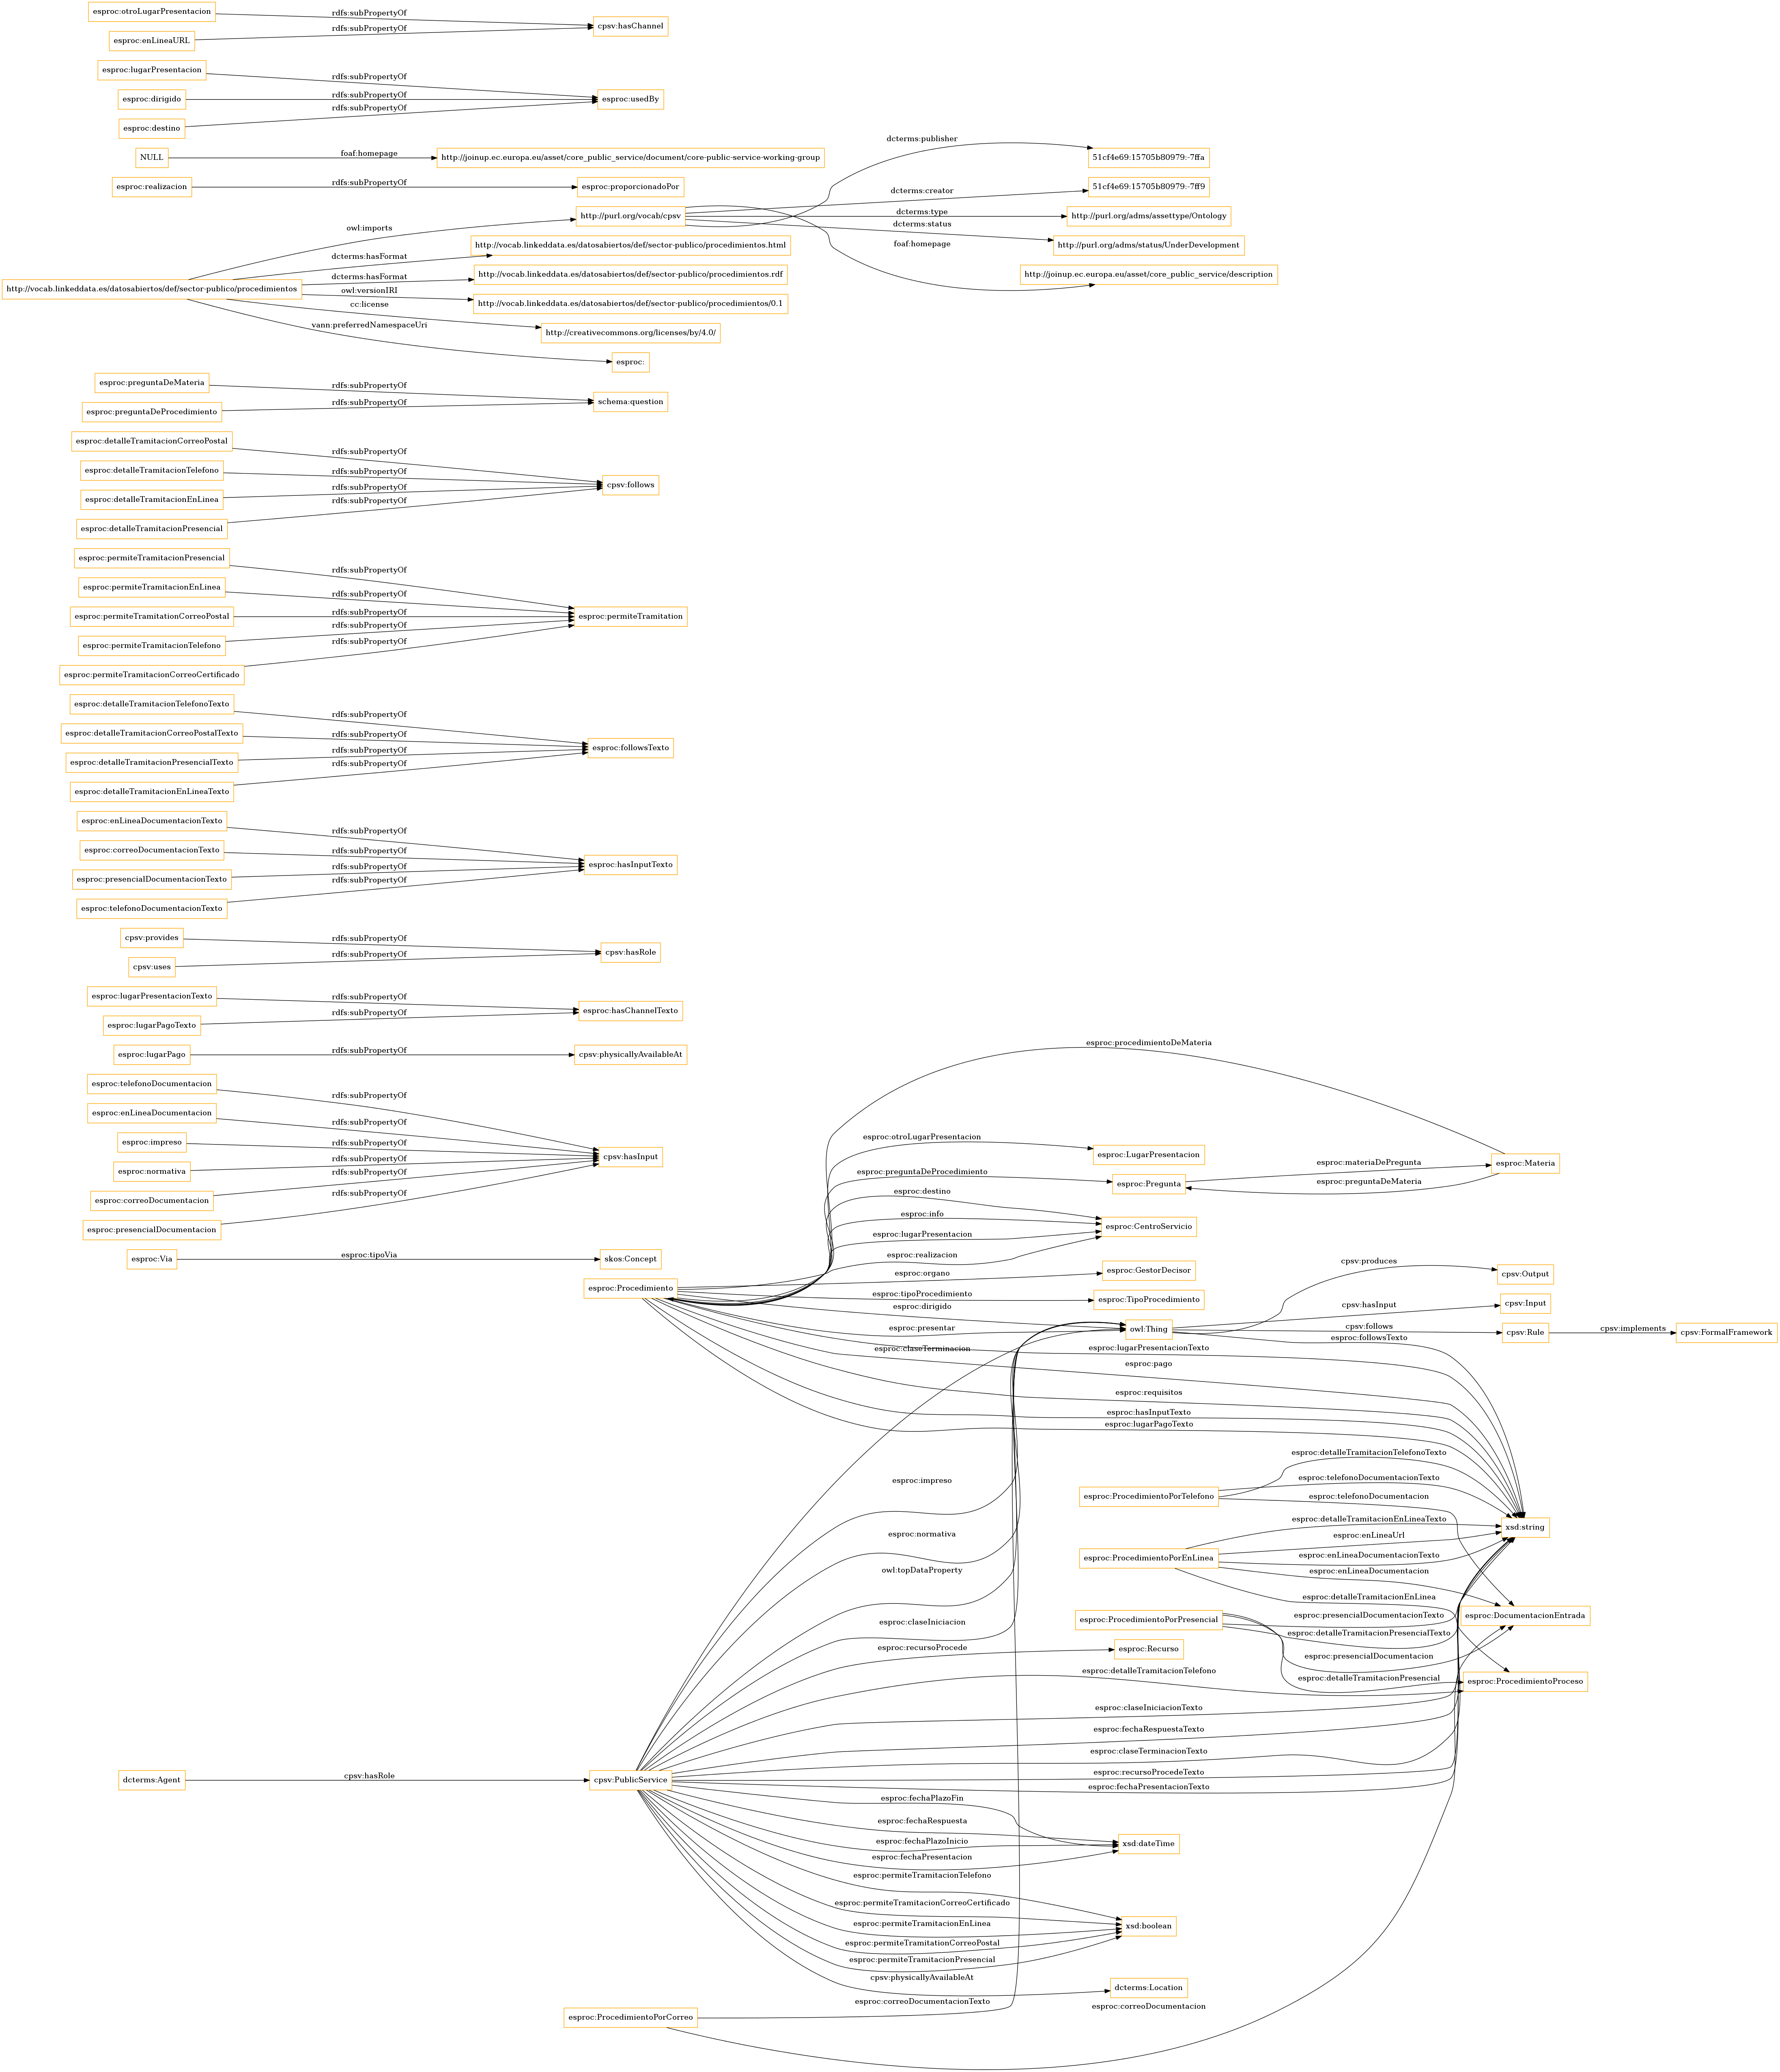 esproc:otroLugarPresentacion
rdfs:subPropertyOf
cpsv:hasChannel
esproc:enLineaURL
rdfs:subPropertyOf
esproc:lugarPresentacion
rdfs:subPropertyOf
esproc:dirigido
rdfs:subPropertyOf
esproc:usedBy
esproc:destino
rdfs:subPropertyOf
NULL
foaf:homepage
http://joinup.ec.europa.eu/asset/core_public_service/document/core-public-service-working-group
dcterms:publisher
51cf4e69:15705b80979:-7ffa
esproc:realizacion
rdfs:subPropertyOf
esproc:proporcionadoPor
dcterms:creator
51cf4e69:15705b80979:-7ff9
http://purl.org/vocab/cpsv
dcterms:type
http://purl.org/adms/assettype/Ontology
owl:imports
dcterms:status
http://purl.org/adms/status/UnderDevelopment
foaf:homepage
http://joinup.ec.europa.eu/asset/core_public_service/description
http://vocab.linkeddata.es/datosabiertos/def/sector-publico/procedimientos
dcterms:hasFormat
http://vocab.linkeddata.es/datosabiertos/def/sector-publico/procedimientos.html
dcterms:hasFormat
http://vocab.linkeddata.es/datosabiertos/def/sector-publico/procedimientos.rdf
owl:versionIRI
http://vocab.linkeddata.es/datosabiertos/def/sector-publico/procedimientos/0.1
cc:license
http://creativecommons.org/licenses/by/4.0/
vann:preferredNamespaceUri
esproc:
esproc:preguntaDeMateria
rdfs:subPropertyOf
schema:question
esproc:preguntaDeProcedimiento
rdfs:subPropertyOf
esproc:detalleTramitacionCorreoPostal
rdfs:subPropertyOf
esproc:detalleTramitacionTelefono
rdfs:subPropertyOf
cpsv:follows
esproc:detalleTramitacionEnLinea
rdfs:subPropertyOf
esproc:detalleTramitacionPresencial
rdfs:subPropertyOf
esproc:permiteTramitacionPresencial
rdfs:subPropertyOf
esproc:permiteTramitacionEnLinea
rdfs:subPropertyOf
esproc:permiteTramitationCorreoPostal
rdfs:subPropertyOf
esproc:permiteTramitation
esproc:permiteTramitacionTelefono
rdfs:subPropertyOf
esproc:permiteTramitacionCorreoCertificado
rdfs:subPropertyOf
esproc:detalleTramitacionTelefonoTexto
rdfs:subPropertyOf
esproc:detalleTramitacionCorreoPostalTexto
rdfs:subPropertyOf
esproc:followsTexto
esproc:detalleTramitacionPresencialTexto
rdfs:subPropertyOf
esproc:detalleTramitacionEnLineaTexto
rdfs:subPropertyOf
esproc:enLineaDocumentacionTexto
rdfs:subPropertyOf
esproc:correoDocumentacionTexto
rdfs:subPropertyOf
esproc:hasInputTexto
esproc:presencialDocumentacionTexto
rdfs:subPropertyOf
esproc:telefonoDocumentacionTexto
rdfs:subPropertyOf
cpsv:provides
rdfs:subPropertyOf
cpsv:hasRole
cpsv:uses
rdfs:subPropertyOf
esproc:lugarPresentacionTexto
rdfs:subPropertyOf
esproc:hasChannelTexto
esproc:lugarPagoTexto
rdfs:subPropertyOf
esproc:lugarPago
rdfs:subPropertyOf
cpsv:physicallyAvailableAt
esproc:telefonoDocumentacion
rdfs:subPropertyOf
esproc:enLineaDocumentacion
rdfs:subPropertyOf
esproc:impreso
rdfs:subPropertyOf
cpsv:hasInput
esproc:normativa
rdfs:subPropertyOf
esproc:correoDocumentacion
rdfs:subPropertyOf
esproc:presencialDocumentacion
rdfs:subPropertyOf
esproc:Via
esproc:tipoVia
skos:Concept
esproc:procedimientoDeMateria
esproc:otroLugarPresentacion
esproc:LugarPresentacion
esproc:materiaDePregunta
esproc:Materia
esproc:preguntaDeProcedimiento
esproc:Pregunta
esproc:preguntaDeMateria
esproc:destino
esproc:info
esproc:CentroServicio
esproc:lugarPresentacion
esproc:realizacion
esproc:Procedimiento
esproc:organo
esproc:GestorDecisor
esproc:tipoProcedimiento
esproc:TipoProcedimiento
esproc:dirigido
esproc:presentar
owl:Thing
cpsv:produces
cpsv:Output
cpsv:hasInput
cpsv:Input
cpsv:follows
cpsv:Rule
cpsv:implements
cpsv:FormalFramework
esproc:followsTexto
esproc:claseTerminacion
esproc:lugarPresentacionTexto
esproc:pago
esproc:requisitos
esproc:hasInputTexto
esproc:lugarPagoTexto
esproc:impreso
esproc:detalleTramitacionTelefonoTexto
esproc:telefonoDocumentacionTexto
esproc:ProcedimientoPorTelefono
esproc:telefonoDocumentacion
esproc:normativa
esproc:detalleTramitacionEnLineaTexto
xsd:string
esproc:enLineaUrl
esproc:ProcedimientoPorEnLinea
esproc:enLineaDocumentacionTexto
owl:topDataProperty
esproc:enLineaDocumentacion
esproc:detalleTramitacionEnLinea
esproc:claseIniciacion
esproc:ProcedimientoPorPresencial
esproc:presencialDocumentacionTexto
esproc:DocumentacionEntrada
esproc:detalleTramitacionPresencialTexto
esproc:recursoProcede
esproc:Recurso
esproc:presencialDocumentacion
esproc:detalleTramitacionTelefono
esproc:detalleTramitacionPresencial
esproc:ProcedimientoProceso
esproc:claseIniciacionTexto
esproc:fechaRespuestaTexto
esproc:claseTerminacionTexto
dcterms:Agent
cpsv:hasRole
cpsv:PublicService
esproc:recursoProcedeTexto
esproc:fechaPresentacionTexto
esproc:fechaPlazoFin
esproc:fechaRespuesta
esproc:fechaPlazoInicio
xsd:dateTime
esproc:fechaPresentacion
esproc:permiteTramitacionTelefono
esproc:permiteTramitacionCorreoCertificado
esproc:permiteTramitacionEnLinea
xsd:boolean
esproc:permiteTramitationCorreoPostal
esproc:permiteTramitacionPresencial
cpsv:physicallyAvailableAt
dcterms:Location
esproc:correoDocumentacionTexto
esproc:correoDocumentacion
esproc:ProcedimientoPorCorreo